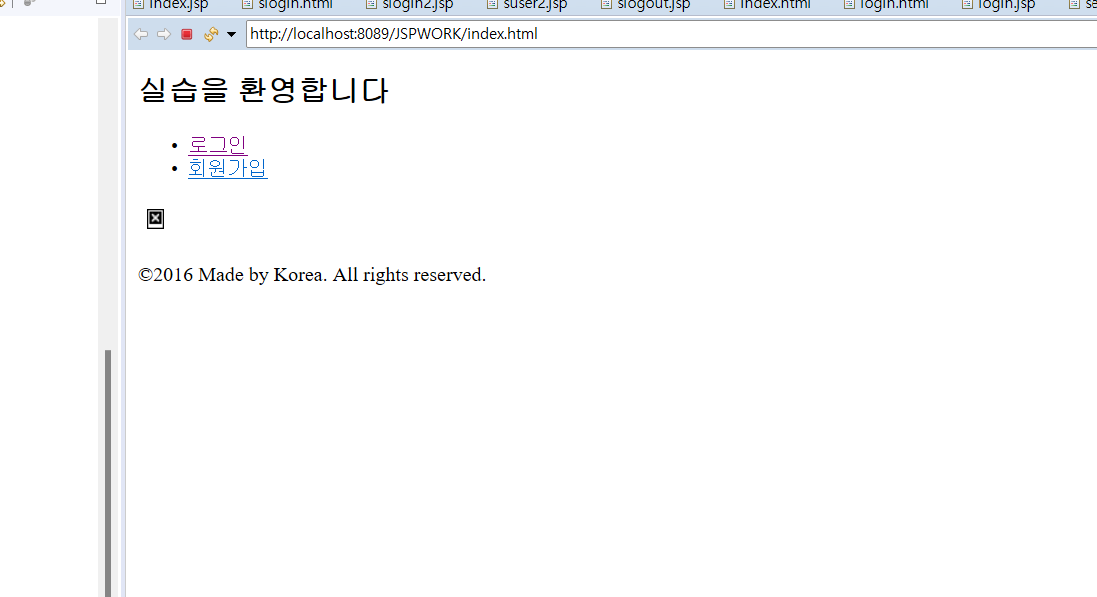 index.jsp slogin.html slogin2.jsp suser2.jsp slogout.jsp index.html login.html login.jsp
http://localhost:8089/JSPWORK/index.html
실습을 환영합니다
• 로그인
• 회원가입
©2016 Made by Korea. All rights reserved.